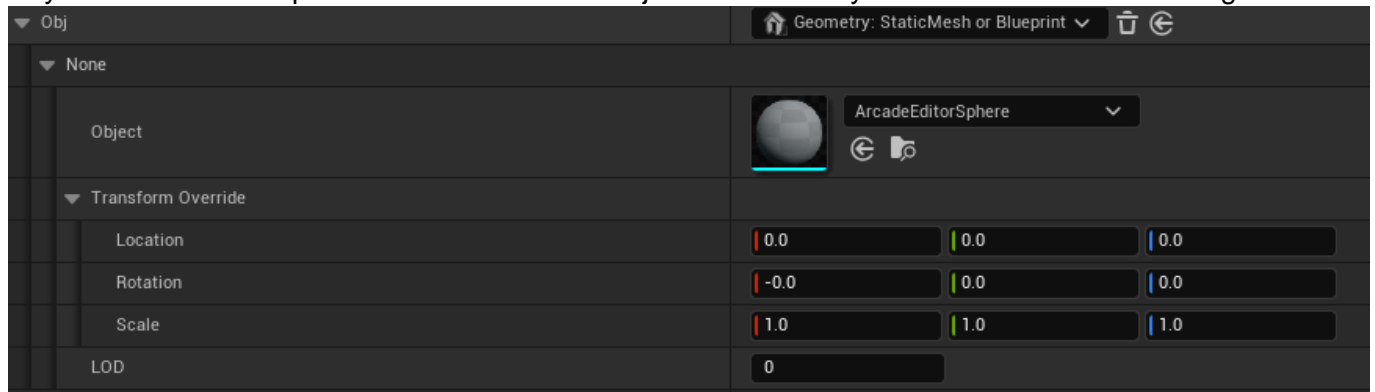 Obj
Geometry: StaticMesh or Blueprint
None
Object
ArcadeEditorSphere
Transform Override
Location
0.0 0.0 0.0
Rotation
-0.0 0.0 0.0
Scale
1.0 1.0 1.0
LOD
0